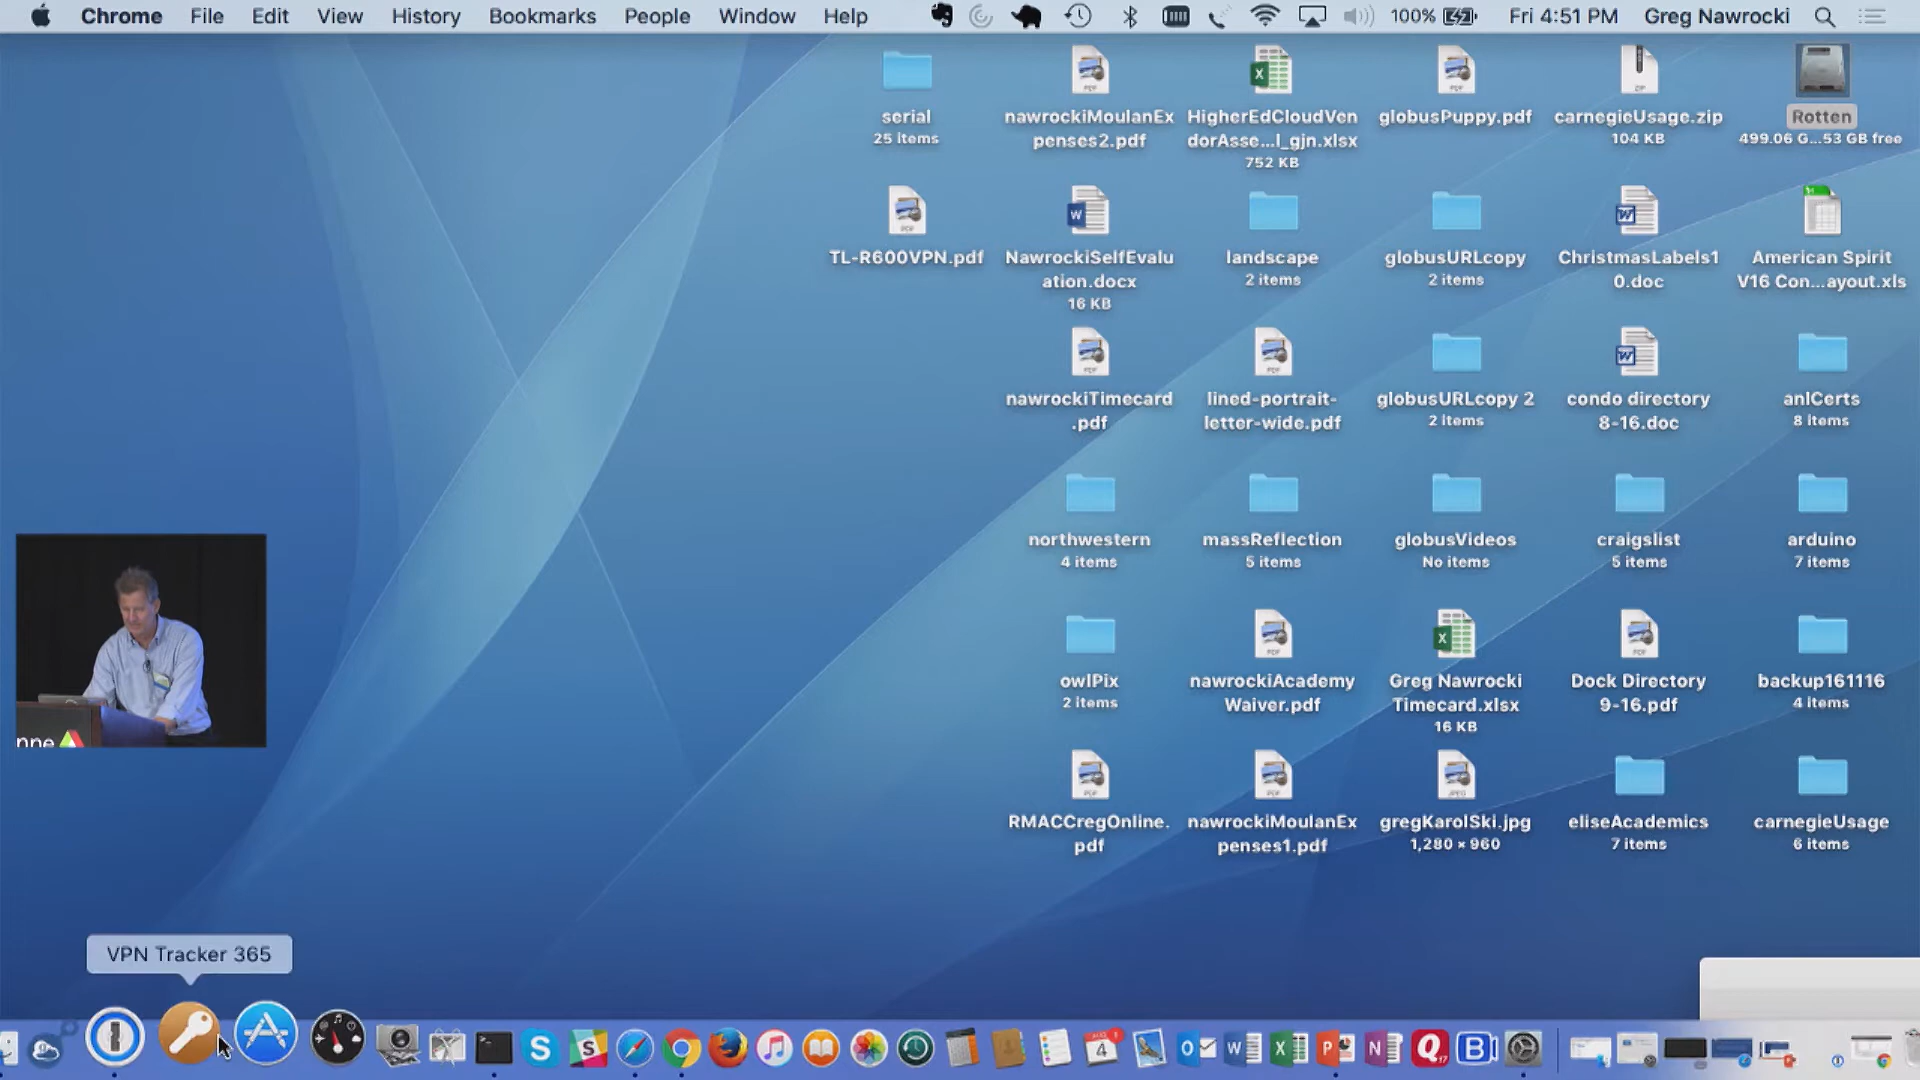 Chrome File Edit View History Bookmarks People Window Help 100% Fri 4:51 PM Greg Nawrocki
serial
25 items
nawrockiMoulanEx
penses2.pdf
HigherEdCloudVen
dorAsse...l_gjn.xlsx
752 KB
globusPuppy.pdf
carnegieUsage.zip
104 KB
Rotten
499.06 G...53 GB free
TL-R600VPN.pdf
NawrockiSelfEvalu
ation.docx
16 KB
landscape
2 items
globusURLcopy
2 items
ChristmasLabels1
0.doc
American Spirit
V16 Con...ayout.xls
nawrockiTimecard
.pdf
lined-portrait-
letter-wide.pdf
globusURLcopy 2
2 items
condo directory
8-16.doc
anlCerts
8 items
northwestern
4 items
massReflection
5 items
globusVideos
No items
craigslist
5 items
arduino
7 items
owlPix
2 items
nawrockiAcademy
Waiver.pdf
Greg Nawrocki
Timecard.xlsx
16 KB
Dock Directory
9-16.pdf
backup161116
4 items
RMACCregOnline.
pdf
nawrockiMoulanEx
penses1.pdf
gregKarolSki.jpg
1,280 × 960
eliseAcademics
7 items
carnegieUsage
6 items
nne
VPN Tracker 365